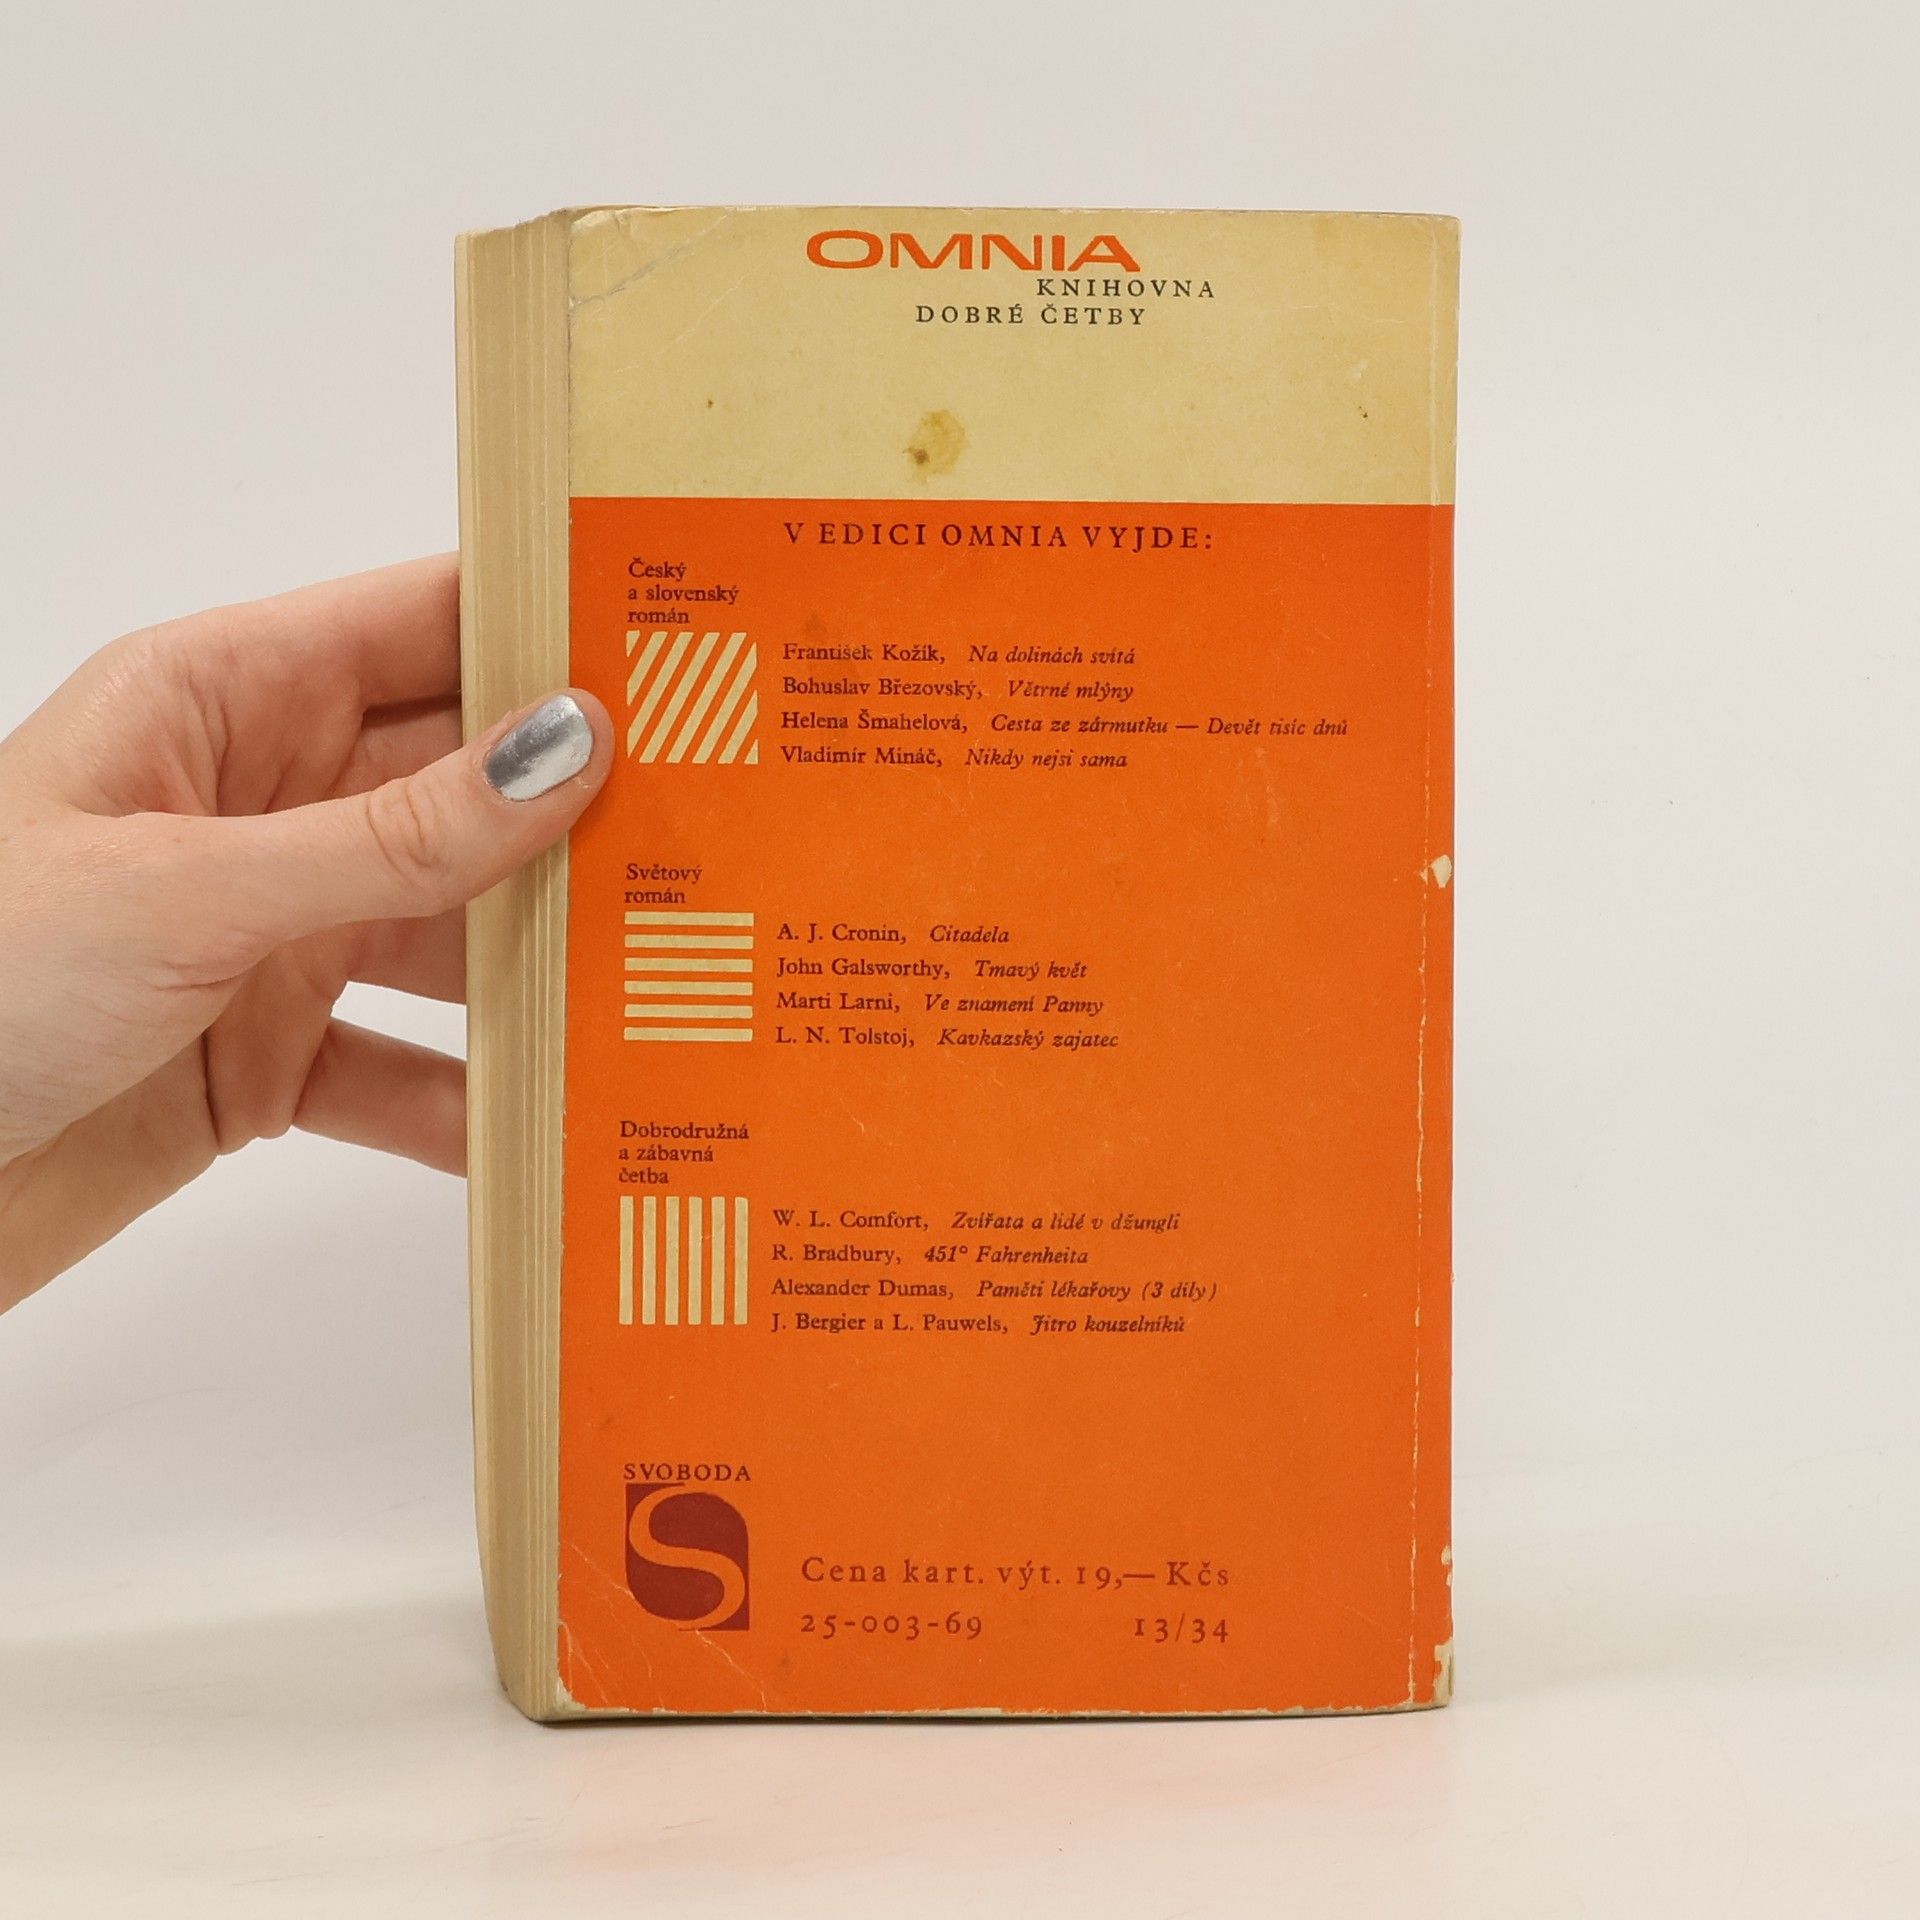 OMNIA
KNIHOVNA
DOBRÉ ČETBY
V EDICI OMNIA VYJDE:
Český
a slovenský
román
František Kožík, Na dolinách svítá
Bohuslav Březovský, Větrné mlýny
Helena Šmahelová, Cesta ze zármutku — Devět tisíc dnů
Vladimír Mináč, Nikdy nejsi sama
Světový
román
A. J. Cronin, Citadela
John Galsworthy, Tmavý květ
Marti Larni, Ve znamení Panny
L. N. Tolstoj, Kavkazský zajatec
Dobrodružná
a zábavná
četba
W. L. Comfort, Zvířata a lidé v džungli
R. Bradbury, 451° Fahrenheita
Alexander Dumas, Paměti lékařovy (3 díly)
J. Bergier a L. Pauwels, Jitro kouzelníků
SVOBODA
S
Cena kart. výt. 19,— Kčs
25-003-69 13/34